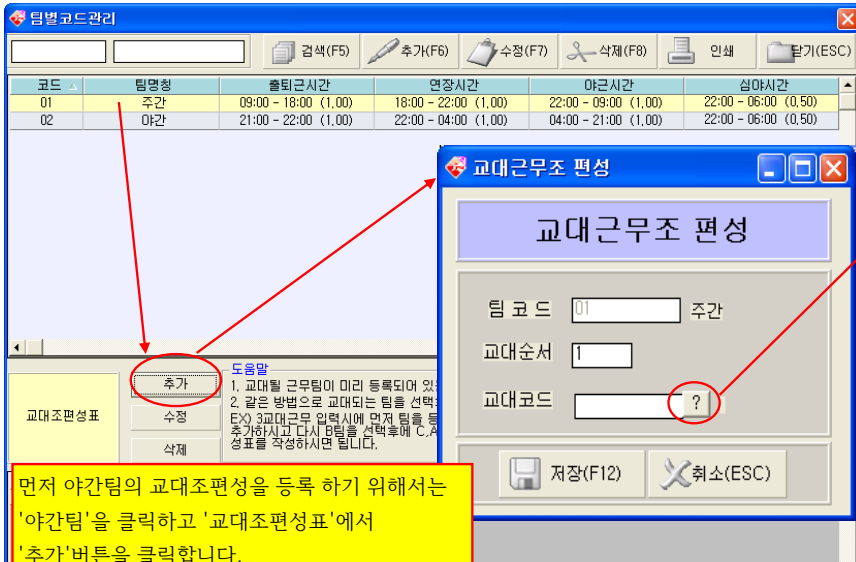 팀별코드관리
검색(F5) 추가(F6) 수정(F7) 삭제(F8) 인쇄 닫기(ESC)
코드 팀명칭 출퇴근시간 연장시간 야근시간 심야시간
01 주간 09:00 - 18:00 (1,00) 18:00 - 22:00 (1,00) 22:00 - 09:00 (1,00) 22:00 - 06:00 (0,50)
02 야간 21:00 - 22:00 (1,00) 22:00 - 04:00 (1,00) 04:00 - 21:00 (1,00) 22:00 - 06:00 (0,50)
교대근무조 편성
교대근무조 편성
팀 코 드 01 주간
교대순서 1
교대코드 ?
저장(F12) 취소(ESC)
교대조편성표
추가
수정
삭제
도움말
1. 교대될 근무팀이 미리 등록되어 있
2. 같은 방법으로 교대되는 팀을 선택
EX) 3교대근무 입력시에 먼저 팀을 등
추가하시고 다시 B팀을 선택후에 C,A
성표를 작성하시면 됩니다.
먼저 야간팀의 교대조편성을 등록 하기 위해서는
'야간팀'을 클릭하고 '교대조편성표'에서
'추가'버튼을 클릭합니다.